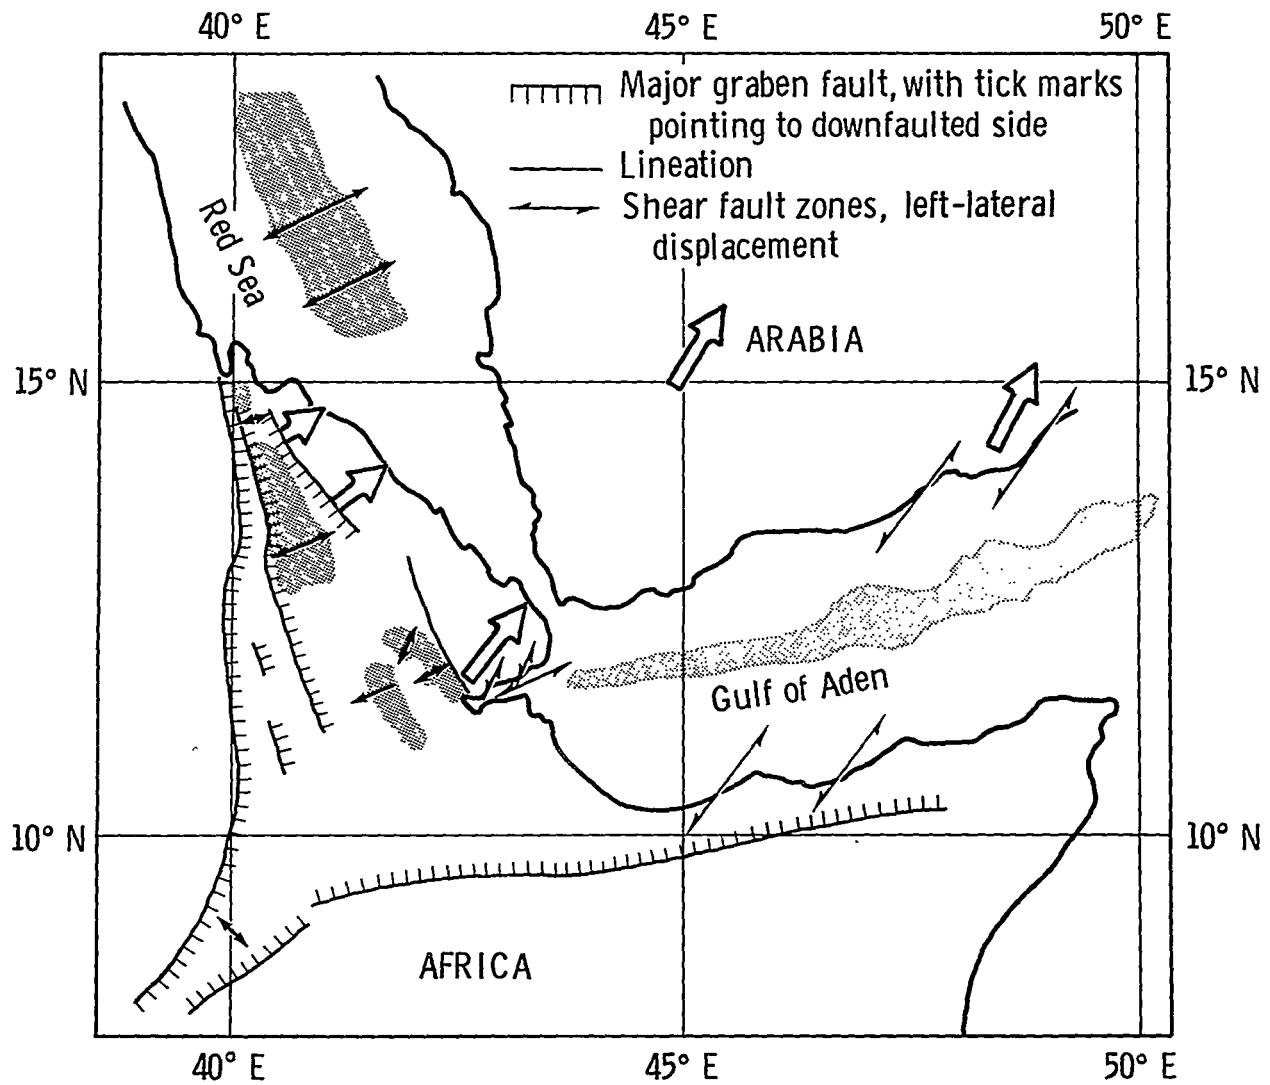 40° E
45° E
50° E
Major graben fault, with tick marks
pointing to downfaulted side
Lineation
Shear fault zones, left-lateral
displacement
Red Sea
ARABIA
15° N
15° N
Gulf of Aden
10° N
10° N
AFRICA
40° E
45° E
50° E